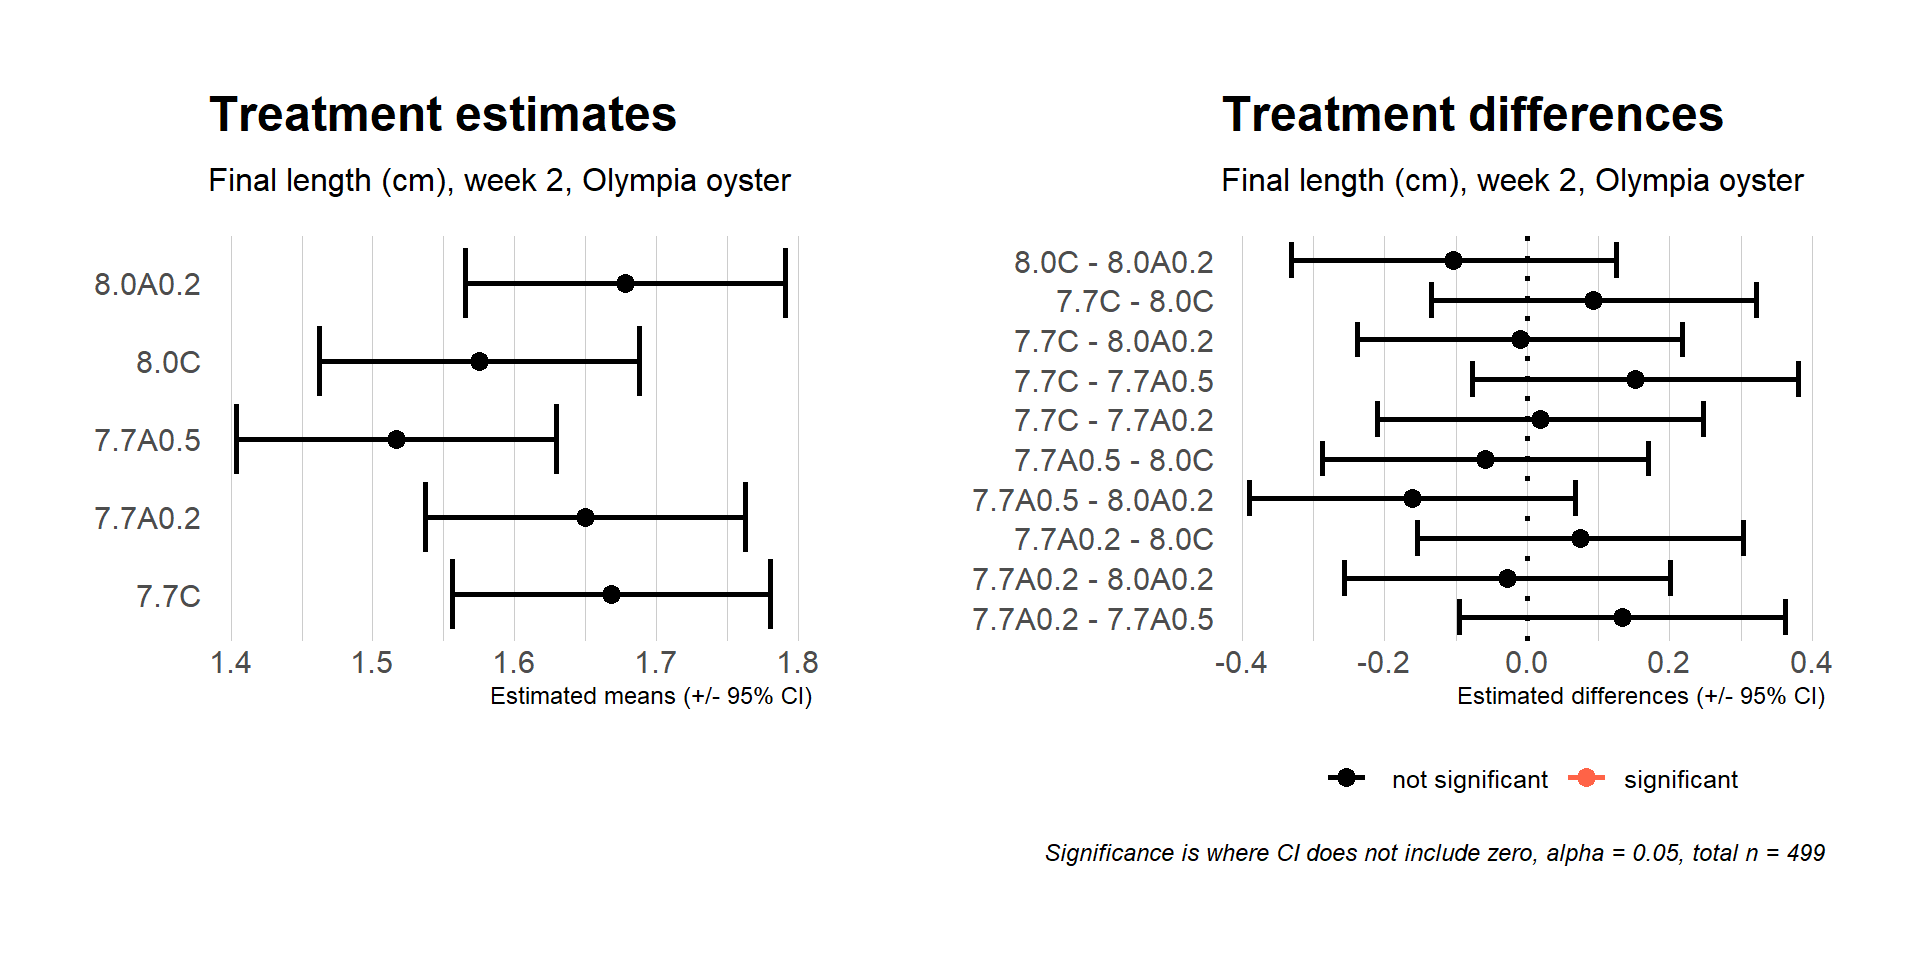 Treatment estimates
Final length (cm), week 2, Olympia oyster
8.0A0.2
8.0C
7.7A0.5
7.7A0.2
7.7C
1.4 1.5 1.6 1.7 1.8
Estimated means (+/- 95% CI)
Treatment differences
Final length (cm), week 2, Olympia oyster
8.0C - 8.0A0.2
7.7C - 8.0C
7.7C - 8.0A0.2
7.7C - 7.7A0.5
7.7C - 7.7A0.2
7.7A0.5 - 8.0C
7.7A0.5 - 8.0A0.2
7.7A0.2 - 8.0C
7.7A0.2 - 8.0A0.2
7.7A0.2 - 7.7A0.5
-0.4 -0.2 0.0 0.2 0.4
Estimated differences (+/- 95% CI)
not significant significant
Significance is where CI does not include zero, alpha = 0.05, total n = 499